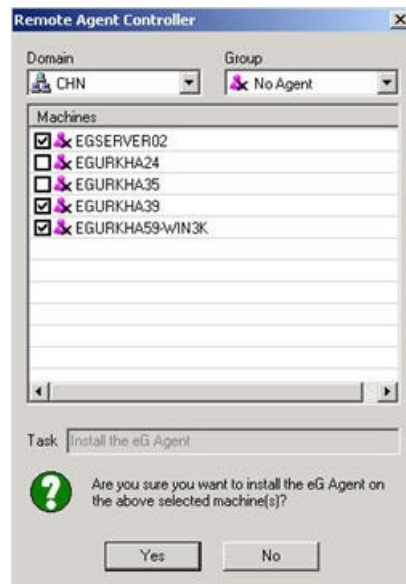 Remote Agent Controller
Domain
Group
CHN
No Agent
Machines
EGSERVER02
EGURKHA24
EGURKHA35
EGURKHA39
EGURKHA59-WIN3K
Task
Install the eG Agent
Are you sure you want to install the eG Agent on
the above selected machine(s)?
Yes
No